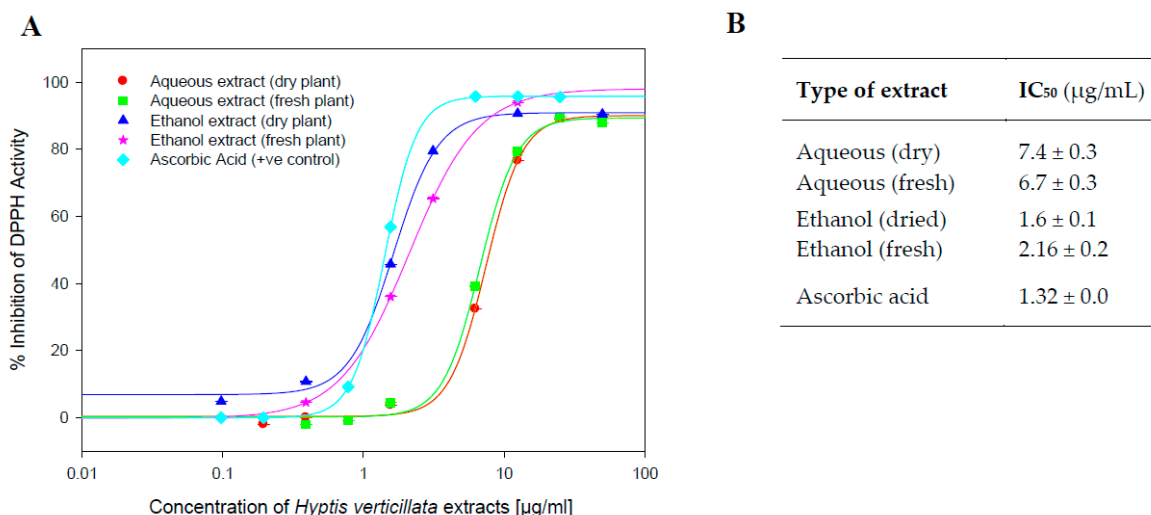 A
% Inhibition of DPPH Activity
100
80
60
40
20
0
Aqueous extract (dry plant)
Aqueous extract (fresh plant)
Ethanol extract (dry plant)
Ethanol extract (fresh plant)
Ascorbic Acid (+ve control)
0.01 0.1 1 10 100
Concentration of Hyptis verticillata extracts [µg/ml]
B
Type of extract IC₅₀ (µg/mL)
Aqueous (dry) 7.4 ± 0.3
Aqueous (fresh) 6.7 ± 0.3
Ethanol (dried) 1.6 ± 0.1
Ethanol (fresh) 2.16 ± 0.2
Ascorbic acid 1.32 ± 0.0